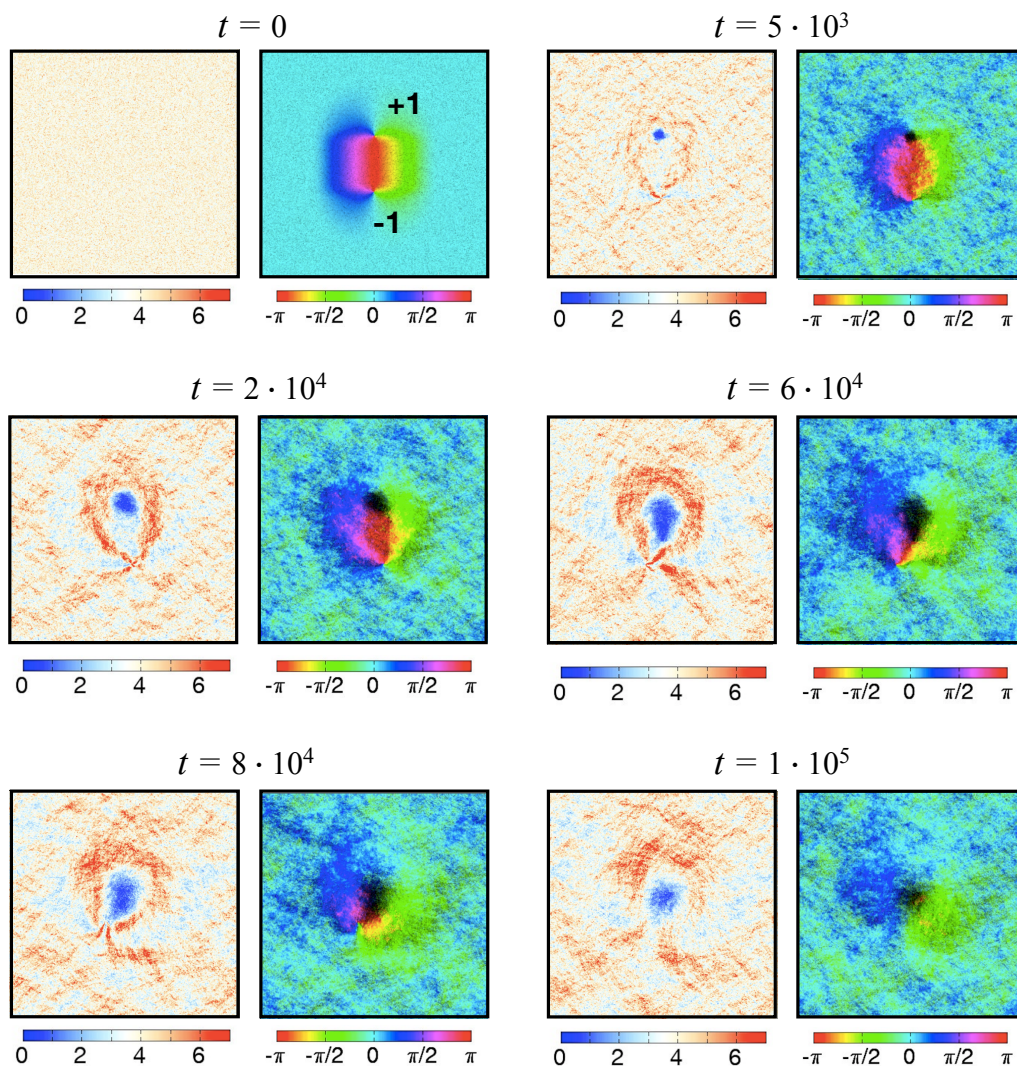 t = 0
t = 5 · 10³
+1
-1
0 2 4 6 -π -π/2 0 π/2 π
0 2 4 6 -π -π/2 0 π/2 π
t = 2 · 10⁴
t = 6 · 10⁴
0 2 4 6 -π -π/2 0 π/2 π
0 2 4 6 -π -π/2 0 π/2 π
t = 8 · 10⁴
t = 1 · 10⁵
0 2 4 6 -π -π/2 0 π/2 π
0 2 4 6 -π -π/2 0 π/2 π